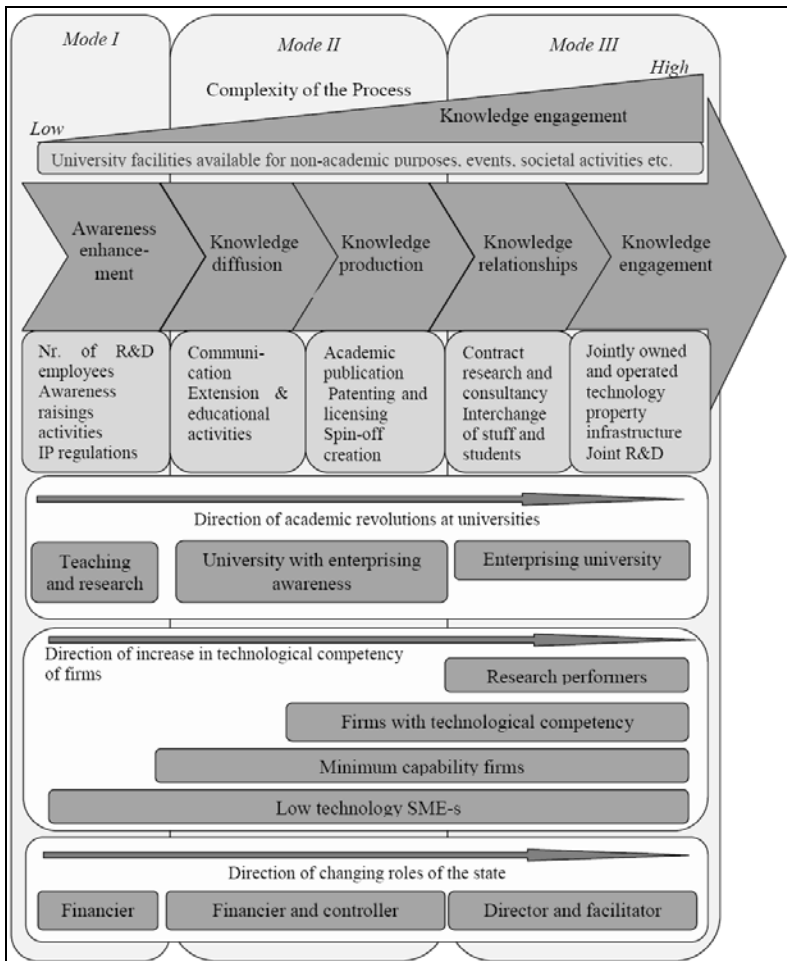 Mode I
Mode II
Mode III
Complexity of the Process
High
Low
Knowledge engagement
University facilities available for non-academic purposes, events, societal activities etc.
Awareness
enhance-
ment
Knowledge
diffusion
Knowledge
production
Knowledge
relationships
Knowledge
engagement
Nr. of R&D
employees
Awareness
raisings
activities
IP regulations
Communi-
cation
Extension &
educational
activities
Academic
publication
Patenting and
licensing
Spin-off
creation
Contract
research and
consultancy
Interchange
of stuff and
students
Jointly owned
and operated
technology
property
infrastructure
Joint R&D
Direction of academic revolutions at universities
Teaching
and research
University with enterprising
awareness
Enterprising university
Direction of increase in technological competency
of firms
Research performers
Firms with technological competency
Minimum capability firms
Low technology SME-s
Direction of changing roles of the state
Financier
Financier and controller
Director and facilitator